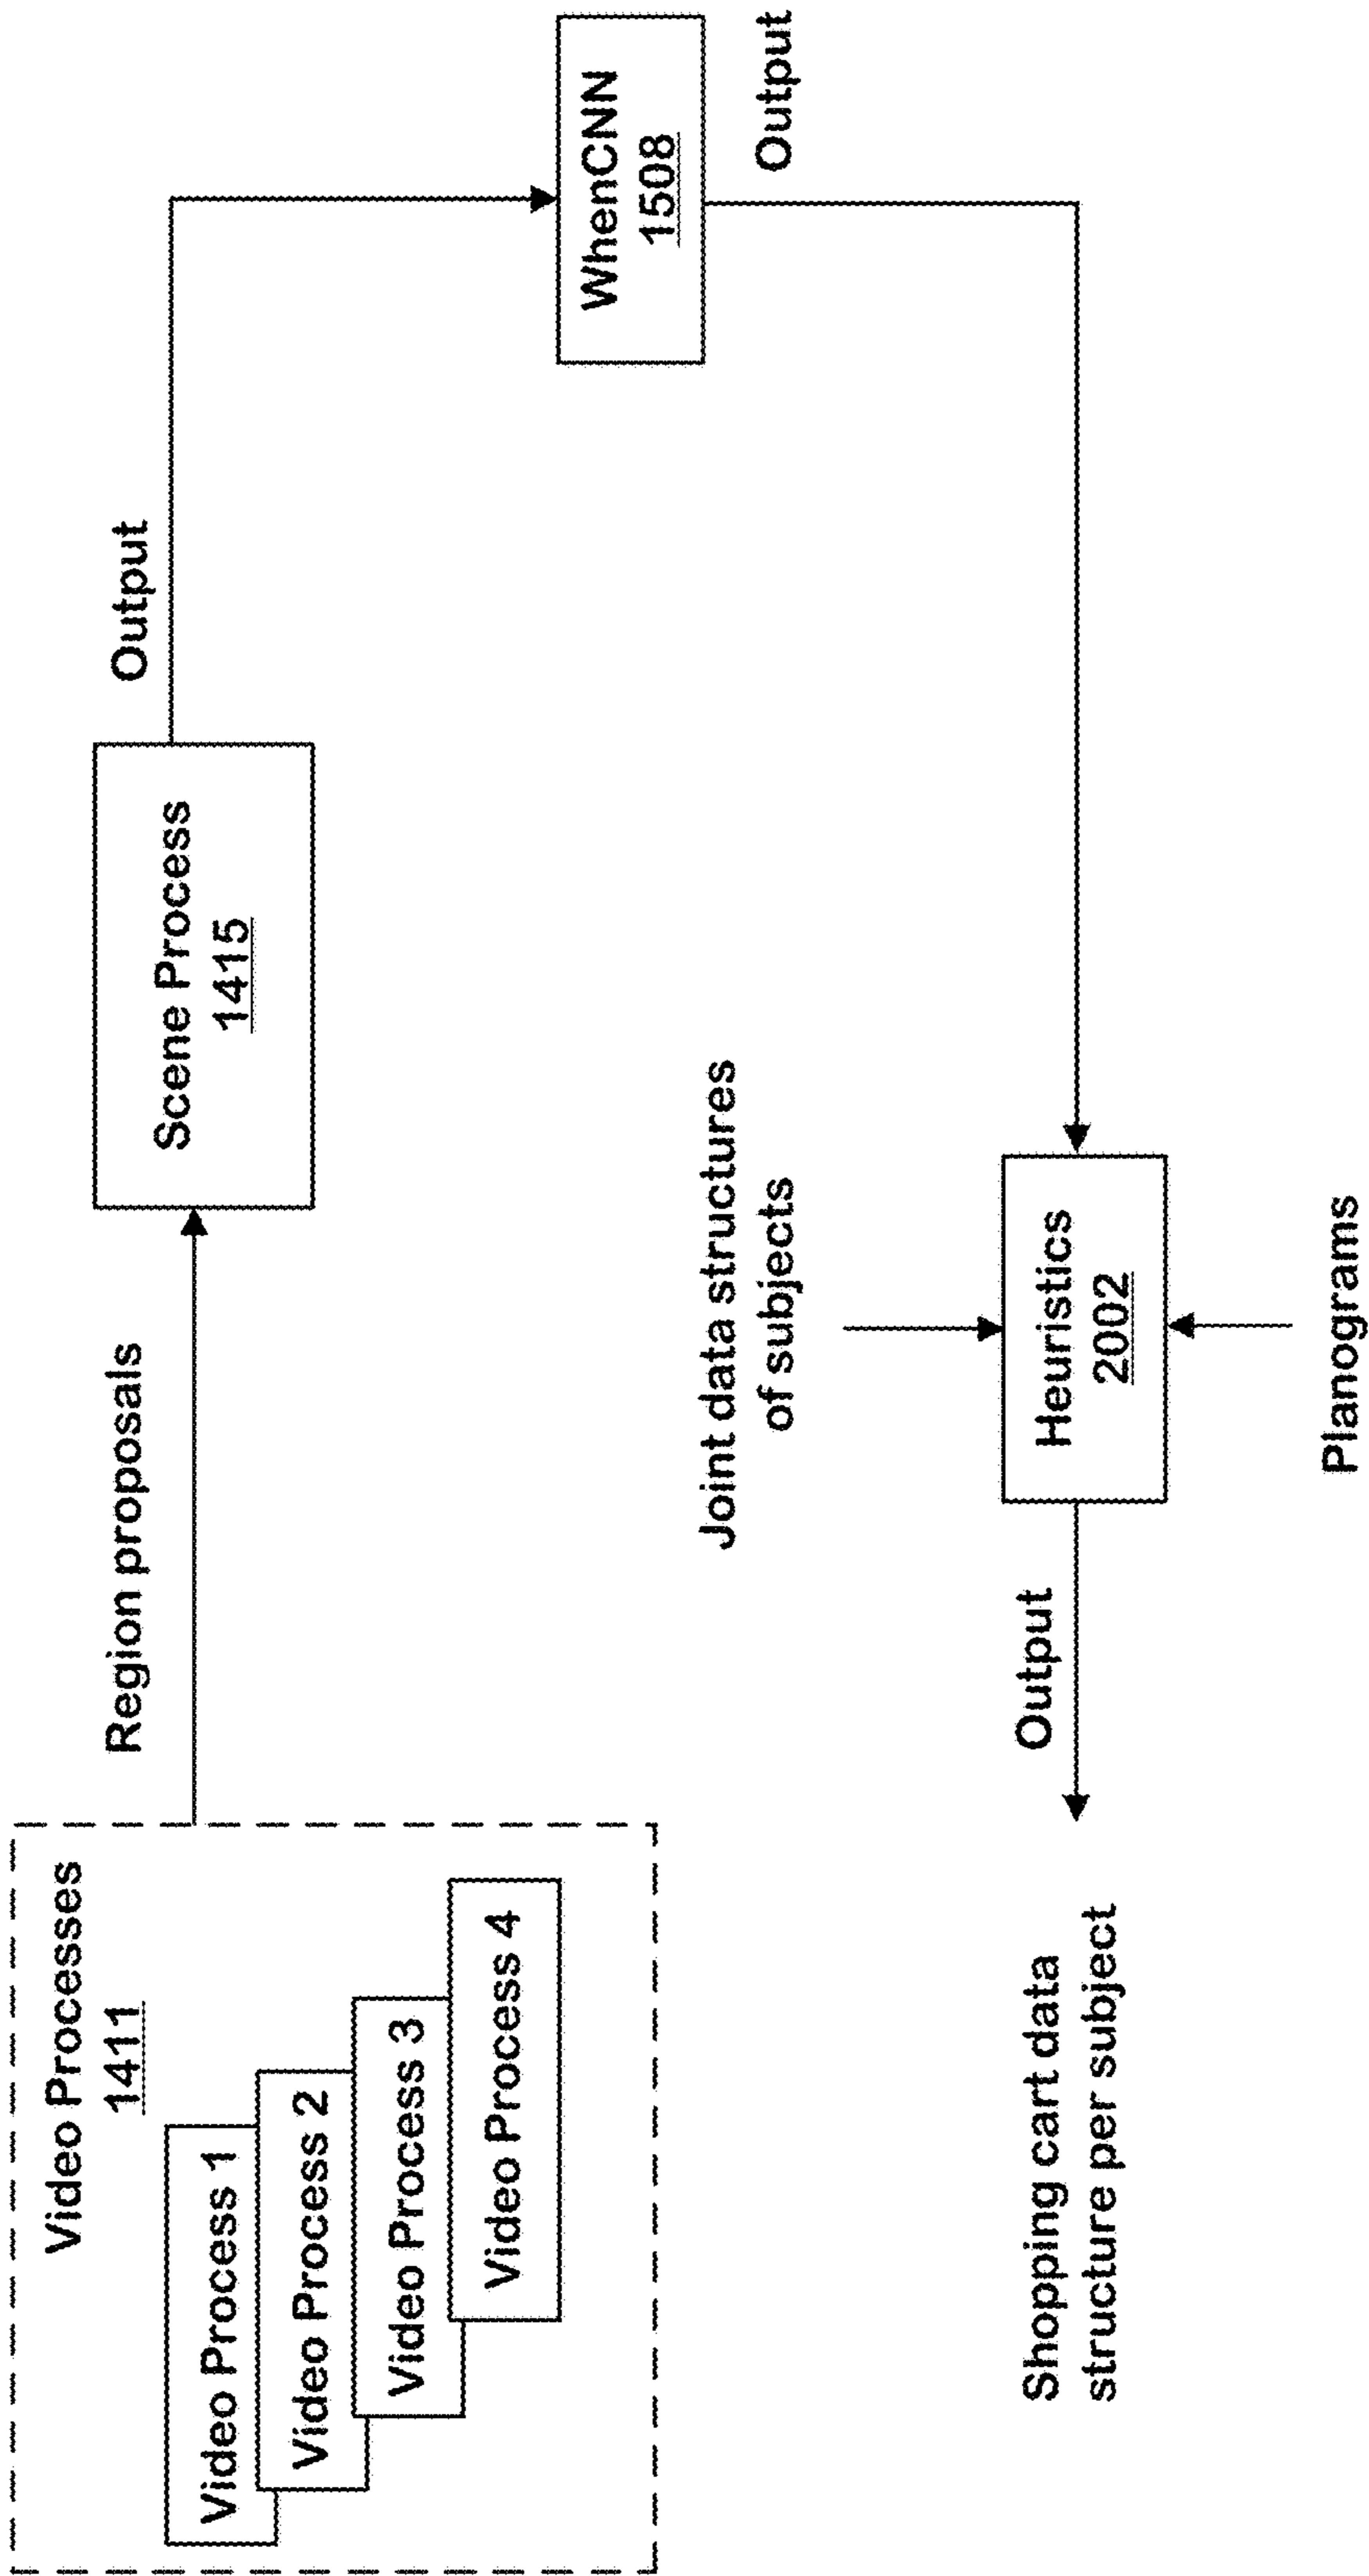 Video Processes
1411
Video Process 1
Video Process 2
Video Process 3
Video Process 4
Region proposals
Scene Process
1415
Output
WhenCNN
1508
Output
Joint data structures
of subjects
Heuristics
2002
Planograms
Output
Shopping cart data
structure per subject